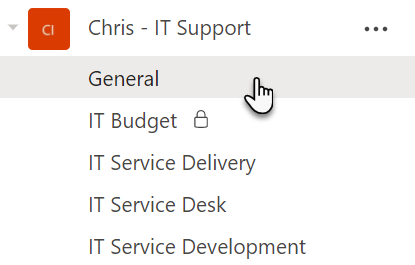 CI
Chris - IT Support
General
IT Budget
IT Service Delivery
IT Service Desk
IT Service Development